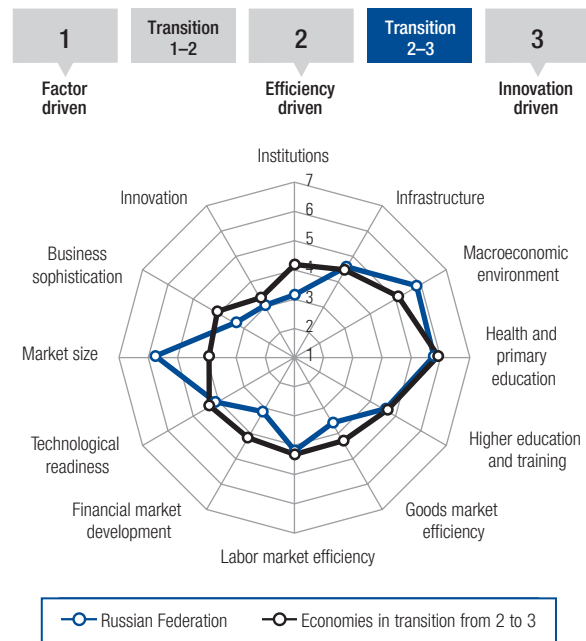 1
Transition
1–2
2
Transition
2–3
3
Factor
driven
Efficiency
driven
Innovation
driven
Institutions
7
6
5
4
3
2
1
Infrastructure
Macroeconomic
environment
Health and
primary
education
Higher education
and training
Goods market
efficiency
Labor market efficiency
Financial market
development
Technological
readiness
Market size
Business
sophistication
Innovation
Russian Federation
Economies in transition from 2 to 3